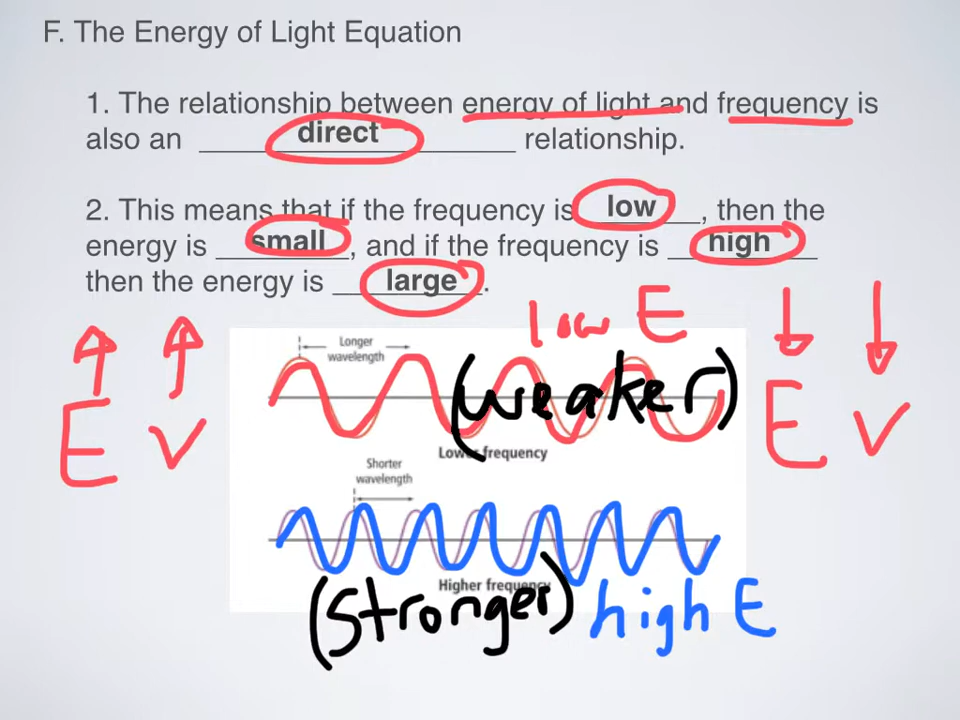 F. The Energy of Light Equation
1. The relationship between energy of light and frequency is
also an direct relationship.
2. This means that if the frequency is low, then the
energy is small, and if the frequency is high
then the energy is large.
low E
Longer
wavelength
(weaker)
E v
E v
Lower frequency
Shorter
wavelength
Higher frequency
(Stronger) high E